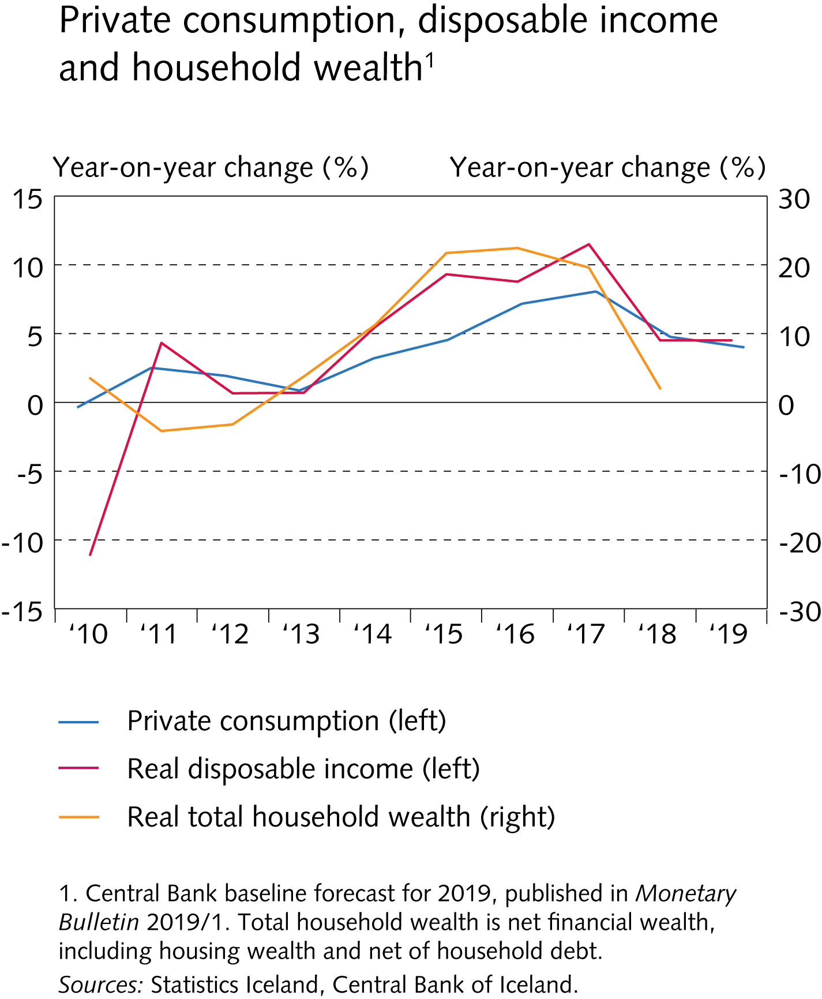 Private consumption, disposable income
and household wealth¹
Year-on-year change (%)
Year-on-year change (%)
15
10
5
0
-5
-10
-15
30
20
10
0
-10
-20
-30
‘10 ‘11 ‘12 ‘13 ‘14 ‘15 ‘16 ‘17 ‘18 ‘19
Private consumption (left)
Real disposable income (left)
Real total household wealth (right)
1. Central Bank baseline forecast for 2019, published in Monetary
Bulletin 2019/1. Total household wealth is net financial wealth,
including housing wealth and net of household debt.
Sources: Statistics Iceland, Central Bank of Iceland.